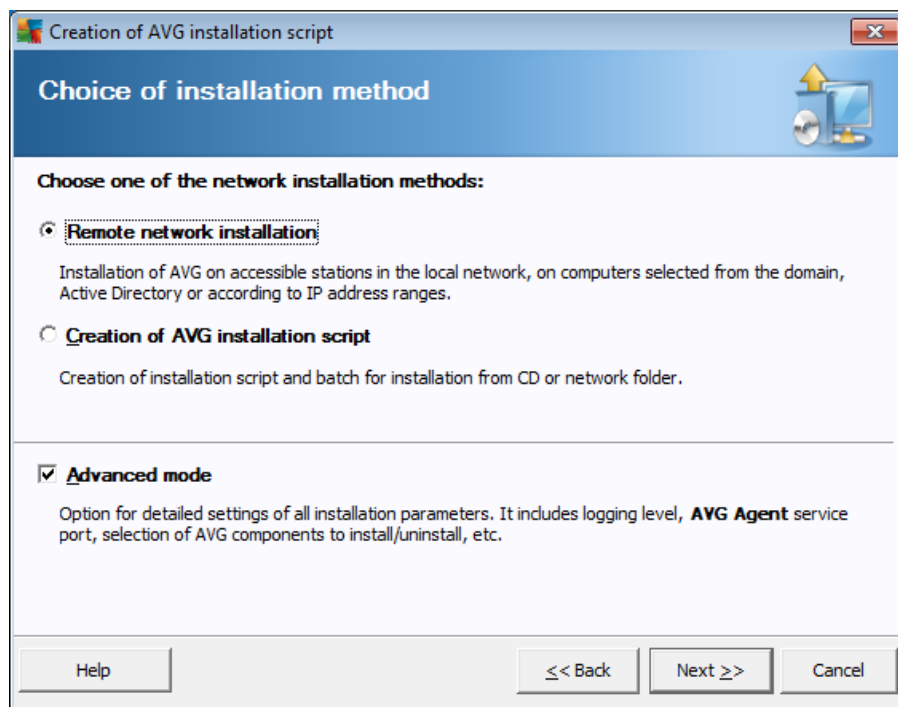 Creation of AVG installation script
Choice of installation method
Choose one of the network installation methods:
Remote network installation
Installation of AVG on accessible stations in the local network, on computers selected from the domain,
Active Directory or according to IP address ranges.
Creation of AVG installation script
Creation of installation script and batch for installation from CD or network folder.
Advanced mode
Option for detailed settings of all installation parameters. It includes logging level, AVG Agent service
port, selection of AVG components to install/uninstall, etc.
Help
<< Back
Next >>
Cancel